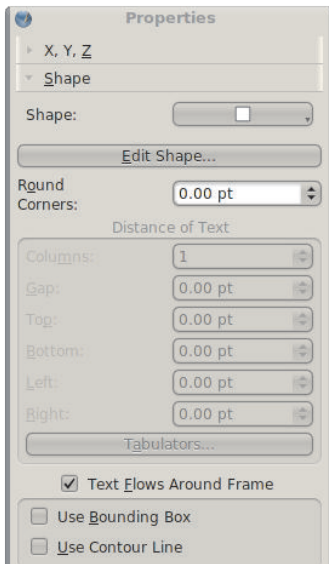 Properties
X, Y, Z
Shape
Shape:
Edit Shape...
Round
Corners:
0.00 pt
Distance of Text
Columns: 1
Gap: 0.00 pt
Top: 0.00 pt
Bottom: 0.00 pt
Left: 0.00 pt
Right: 0.00 pt
Tabulators...
Text Flows Around Frame
Use Bounding Box
Use Contour Line